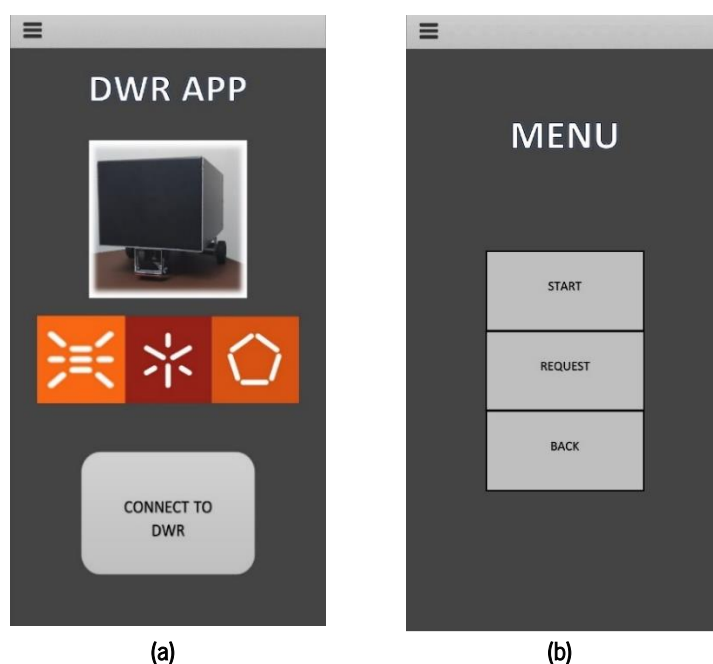 DWR APP
CONNECT TO
DWR
(a)
MENU
START
REQUEST
BACK
(b)